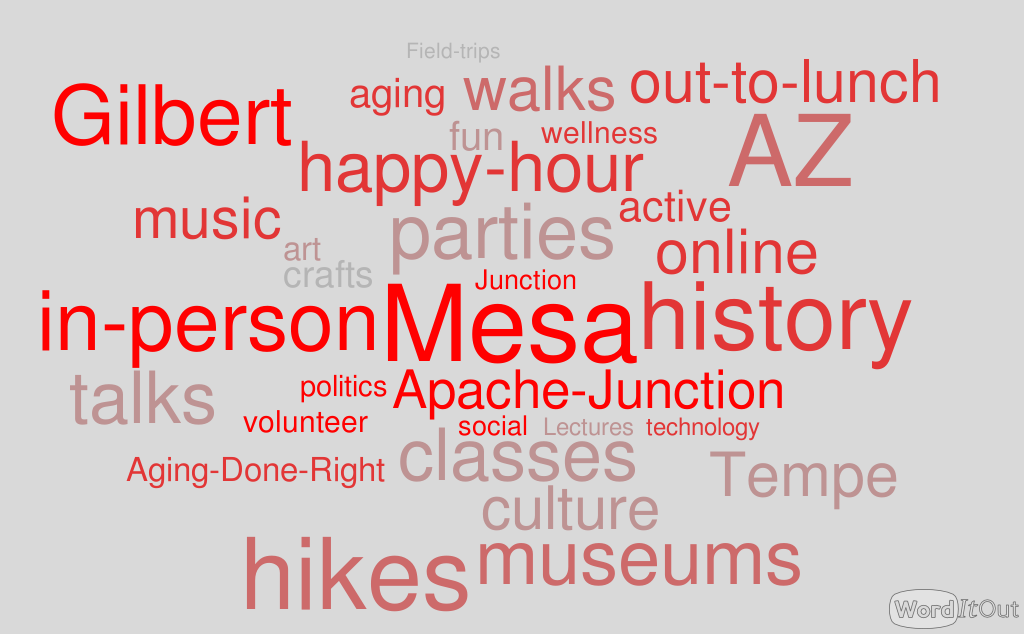 Field-trips
Gilbert
aging
walks
out-to-lunch
fun
wellness
AZ
happy-hour
music
parties
active
art
online
crafts
Junction
in-person
Mesa
history
talks
politics
Apache-Junction
volunteer
social
Lectures
technology
Aging-Done-Right
classes
Tempe
culture
hikes
museums
WordItOut